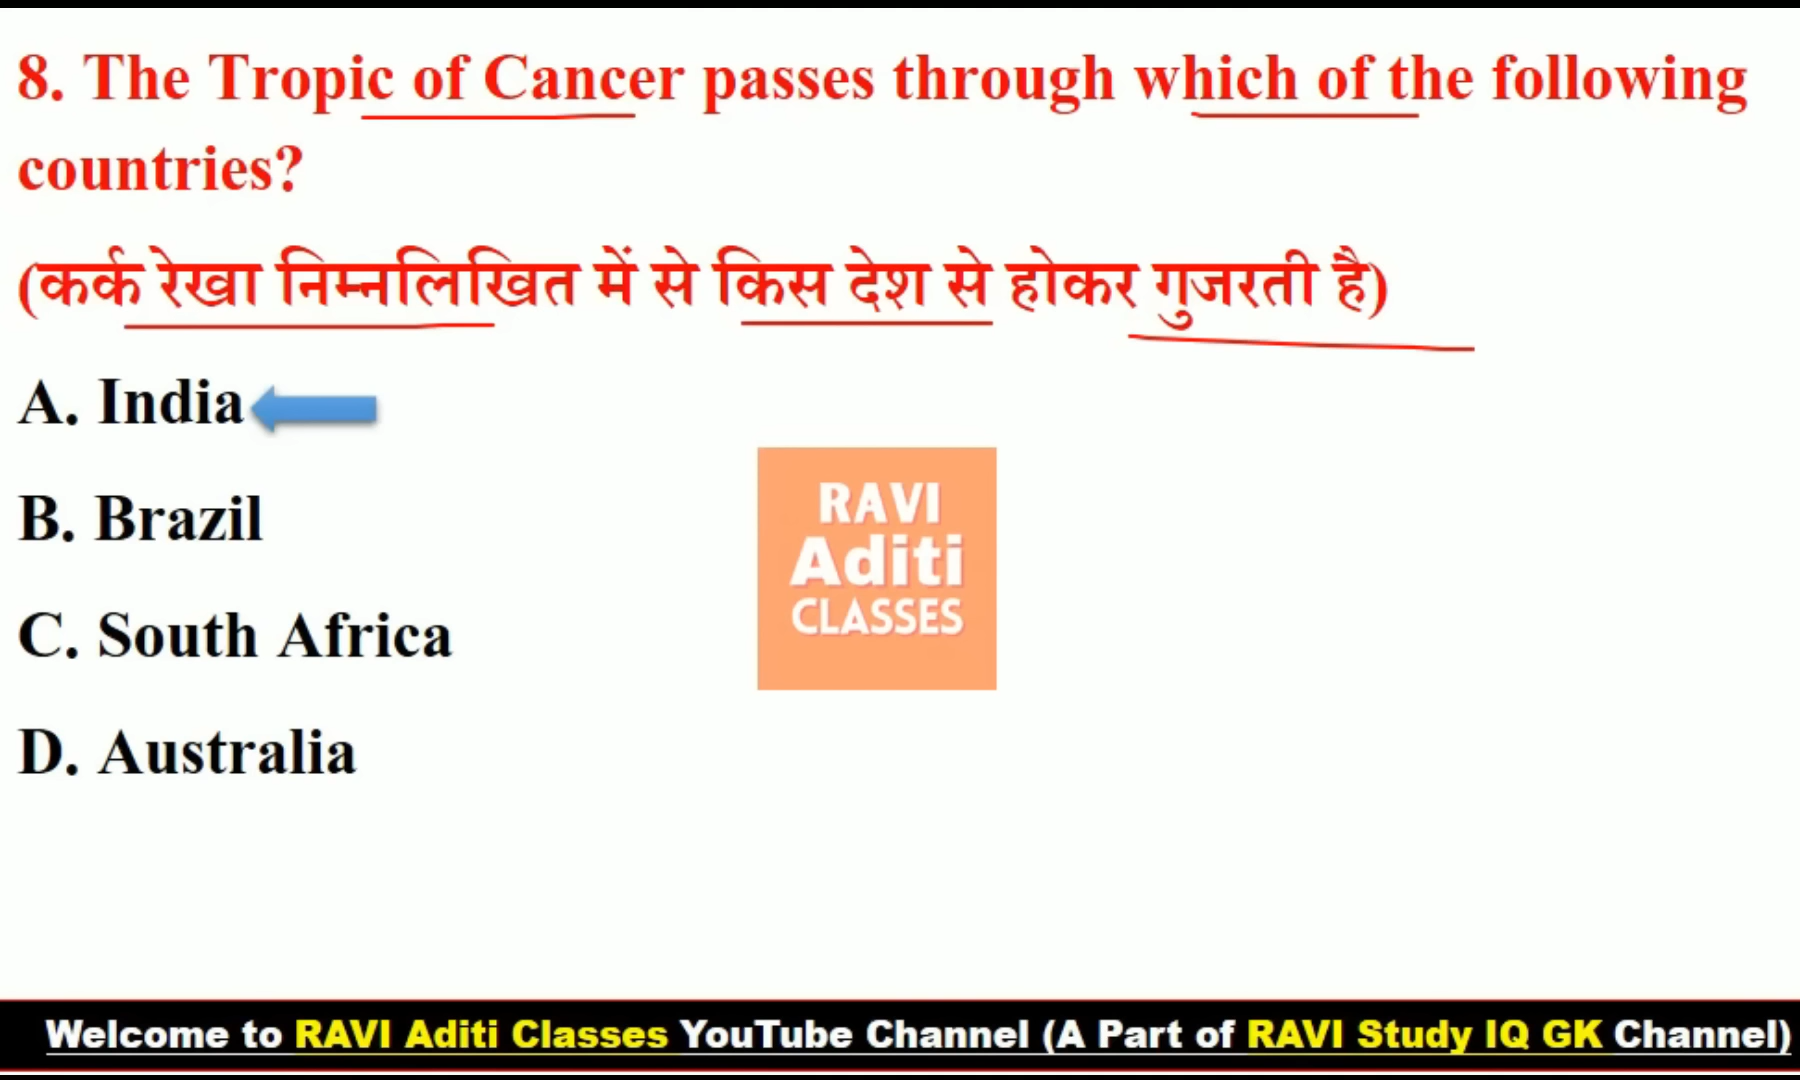 8. The Tropic of Cancer passes through which of the following
countries?
(कर्क रेखा निम्नलिखित में से किस देश से होकर गुजरती है)
A. India
B. Brazil
RAVI
Aditi
CLASSES
C. South Africa
D. Australia
Welcome to RAVI Aditi Classes YouTube Channel (A Part of RAVI Study IQ GK Channel)